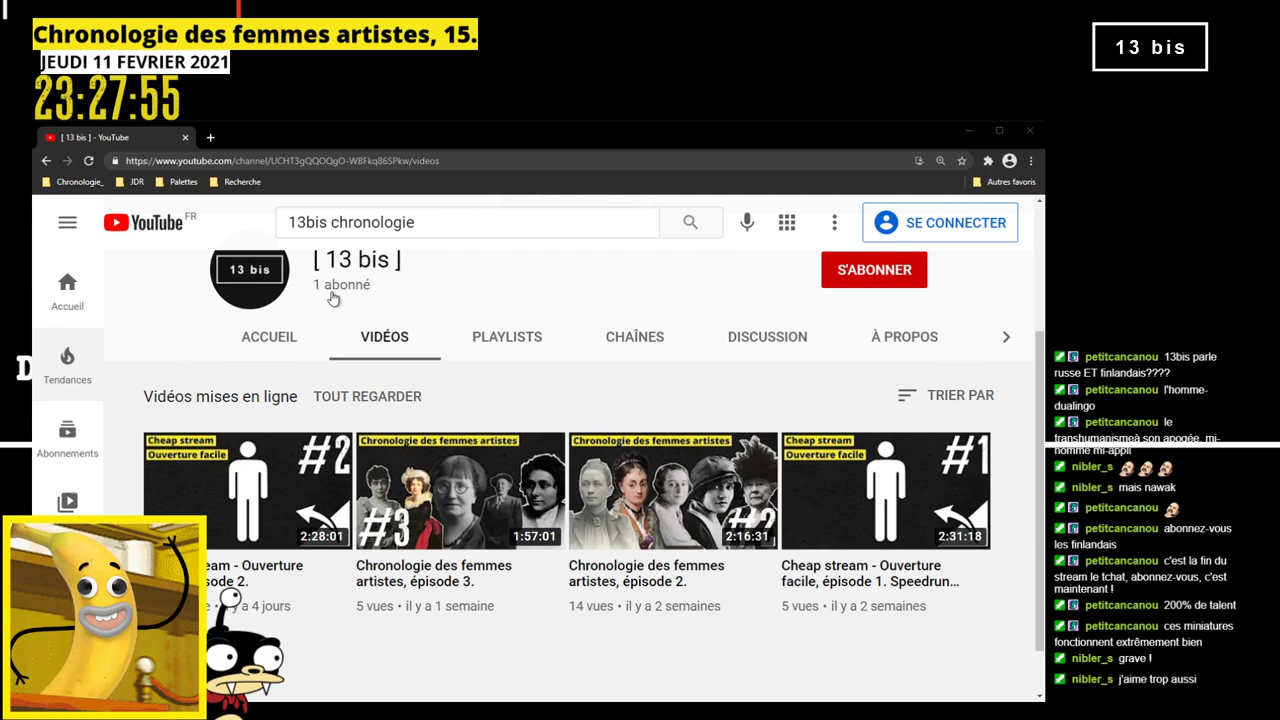 Chronologie des femmes artistes, 15.
JEUDI 11 FEVRIER 2021
23:27:55
13 bis
[ 13 bis ] - YouTube
https://www.youtube.com/channel/UCHT3gQQOQgO-WBFkq86SPkw/videos
Chronologie_ JDR Palettes Recherche Autres favoris
YouTube FR
13bis chronologie
SE CONNECTER
13 bis
[ 13 bis ]
1 abonné
S'ABONNER
Accueil
Tendances
Abonnements
ACCUEIL VIDÉOS PLAYLISTS CHAÎNES DISCUSSION À PROPOS
D
Vidéos mises en ligne TOUT REGARDER TRIER PAR
Cheap stream
Ouverture facile
#2
2:28:01
Chronologie des femmes artistes
#3
1:57:01
Chronologie des femmes artistes
#2
2:16:31
Cheap stream
Ouverture facile
#1
2:31:18
eam - Ouverture
sode 2.
il y a 4 jours
Chronologie des femmes
artistes, épisode 3.
5 vues • il y a 1 semaine
Chronologie des femmes
artistes, épisode 2.
14 vues • il y a 2 semaines
Cheap stream - Ouverture
facile, épisode 1. Speedrun...
5 vues • il y a 2 semaines
petitcancanou 13bis parle
russe ET finlandais????
petitcancanou l'homme-
dualingo
petitcancanou le
transhumanismeà son apogée, mi-
homme mi-appli
nibler_s
nibler_s mais nawak
petitcancanou
petitcancanou abonnez-vous
les finlandais
petitcancanou c'est la fin du
stream le tchat, abonnez-vous, c'est
maintenant !
petitcancanou 200% de talent
petitcancanou ces miniatures
fonctionnent extrêmement bien
nibler_s grave !
nibler_s j'aime trop aussi